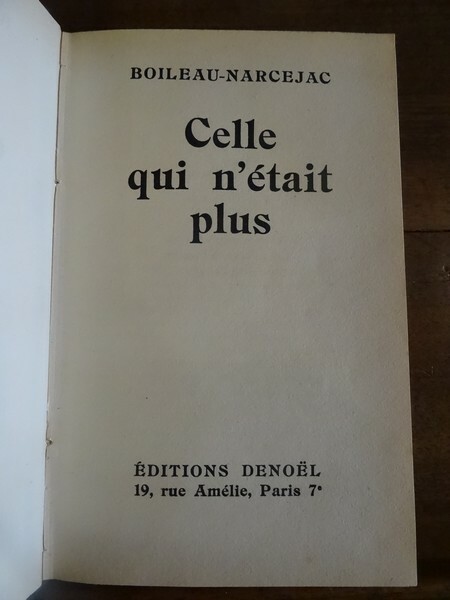 BOILEAU-NARCEJAC
Celle
qui n'était
plus
ÉDITIONS DENOËL
19, rue Amélie, Paris 7ᵉ